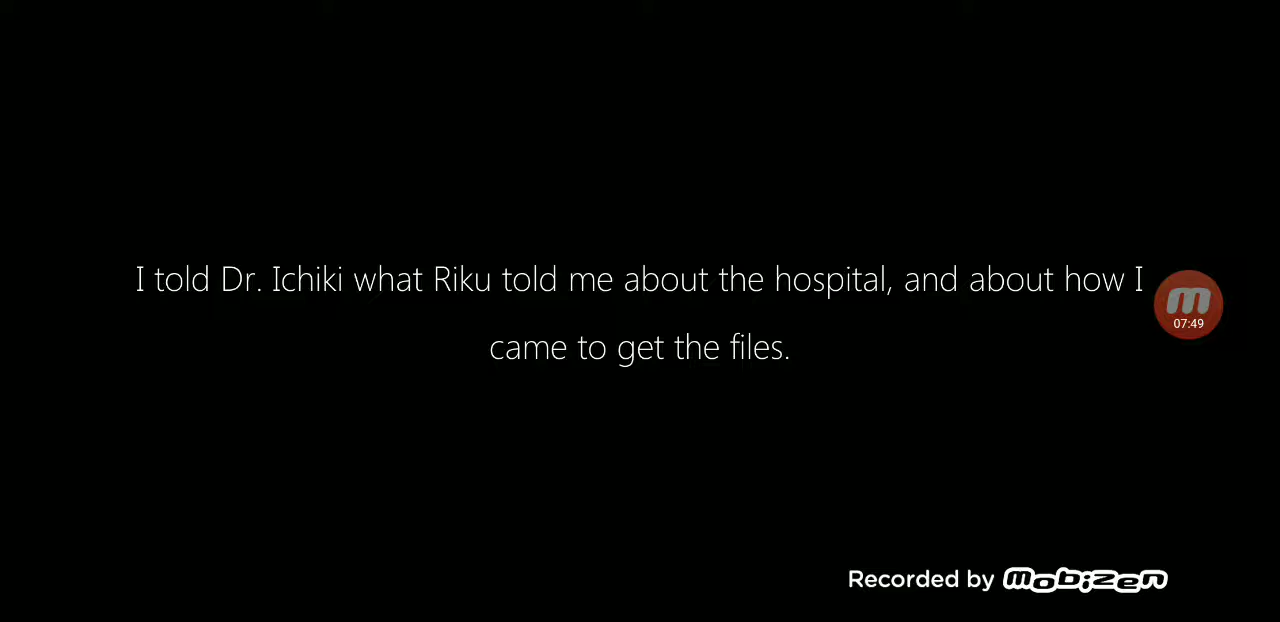 I told Dr. Ichiki what Riku told me about the hospital, and about how I
came to get the files.
m
07:49
Recorded by mobizen